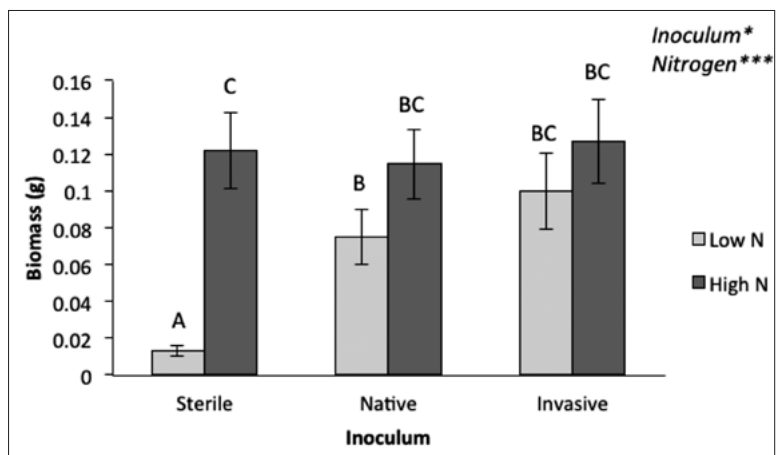 Inoculum*
Nitrogen***
Biomass (g)
0.16
0.14
0.12
0.1
0.08
0.06
0.04
0.02
0
A
C
B
BC
BC
BC
Low N
High N
Sterile
Native
Invasive
Inoculum